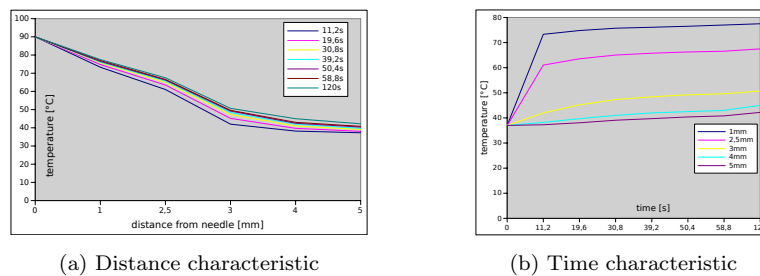 100
90
80
70
60
50
40
30
20
10
0
temperature [°C]
11,2s
19,6s
30,8s
39,2s
50,4s
58,8s
120s
0 1 2,5 3 4 5
distance from needle [mm]
(a) Distance characteristic
80
70
60
50
40
30
20
10
0
temperature [°C]
1mm
2,5mm
3mm
4mm
5mm
time [s]
0 11,2 19,6 30,8 39,2 50,4 58,8
(b) Time characteristic